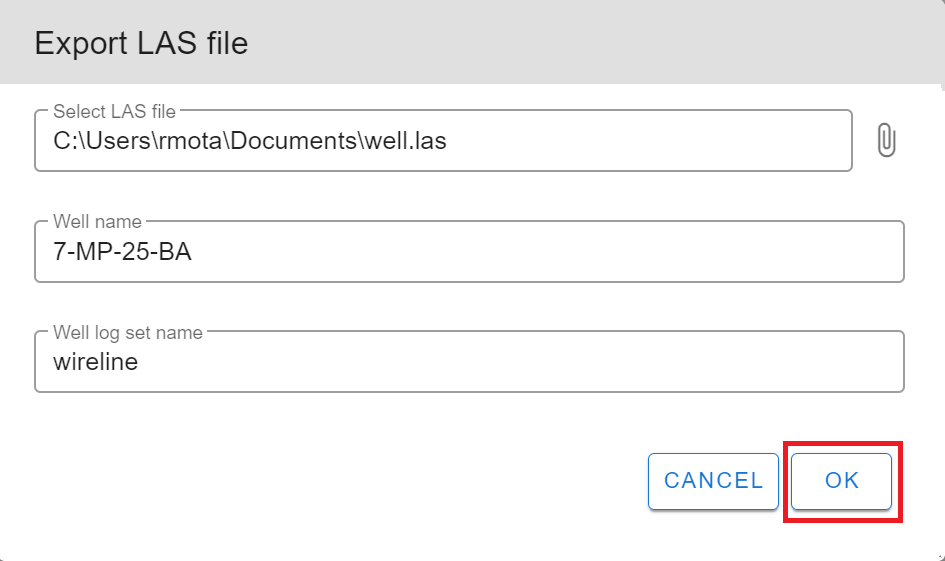 Export LAS file
Select LAS file
C:\Users\rmota\Documents\well.las
Well name
7-MP-25-BA
Well log set name
wireline
CANCEL OK